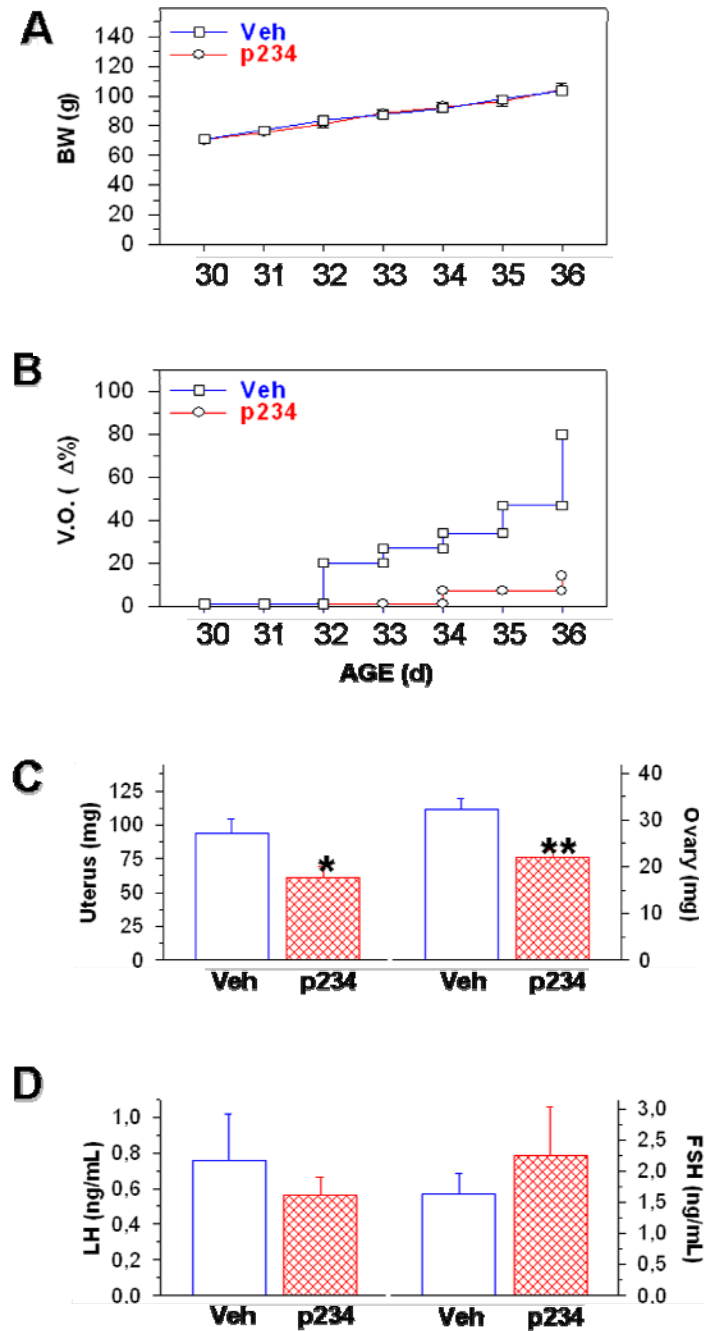 A
Veh
p234
BW (g)
160
140
120
100
80
60
40
20
0
30 31 32 33 34 35 36
B
Veh
p234
V.O. ( Δ%)
100
80
60
40
20
0
30 31 32 33 34 35 36
AGE (d)
C
Uterus (mg)
125
100
75
50
25
0
*
**
40
30
20
10
0
Ovary (mg)
Veh p234 Veh p234
D
LH (ng/mL)
1,0
0,8
0,6
0,4
0,2
0,0
3,0
2,5
2,0
1,5
1,0
0,5
0,0
FSH (ng/mL)
Veh p234 Veh p234